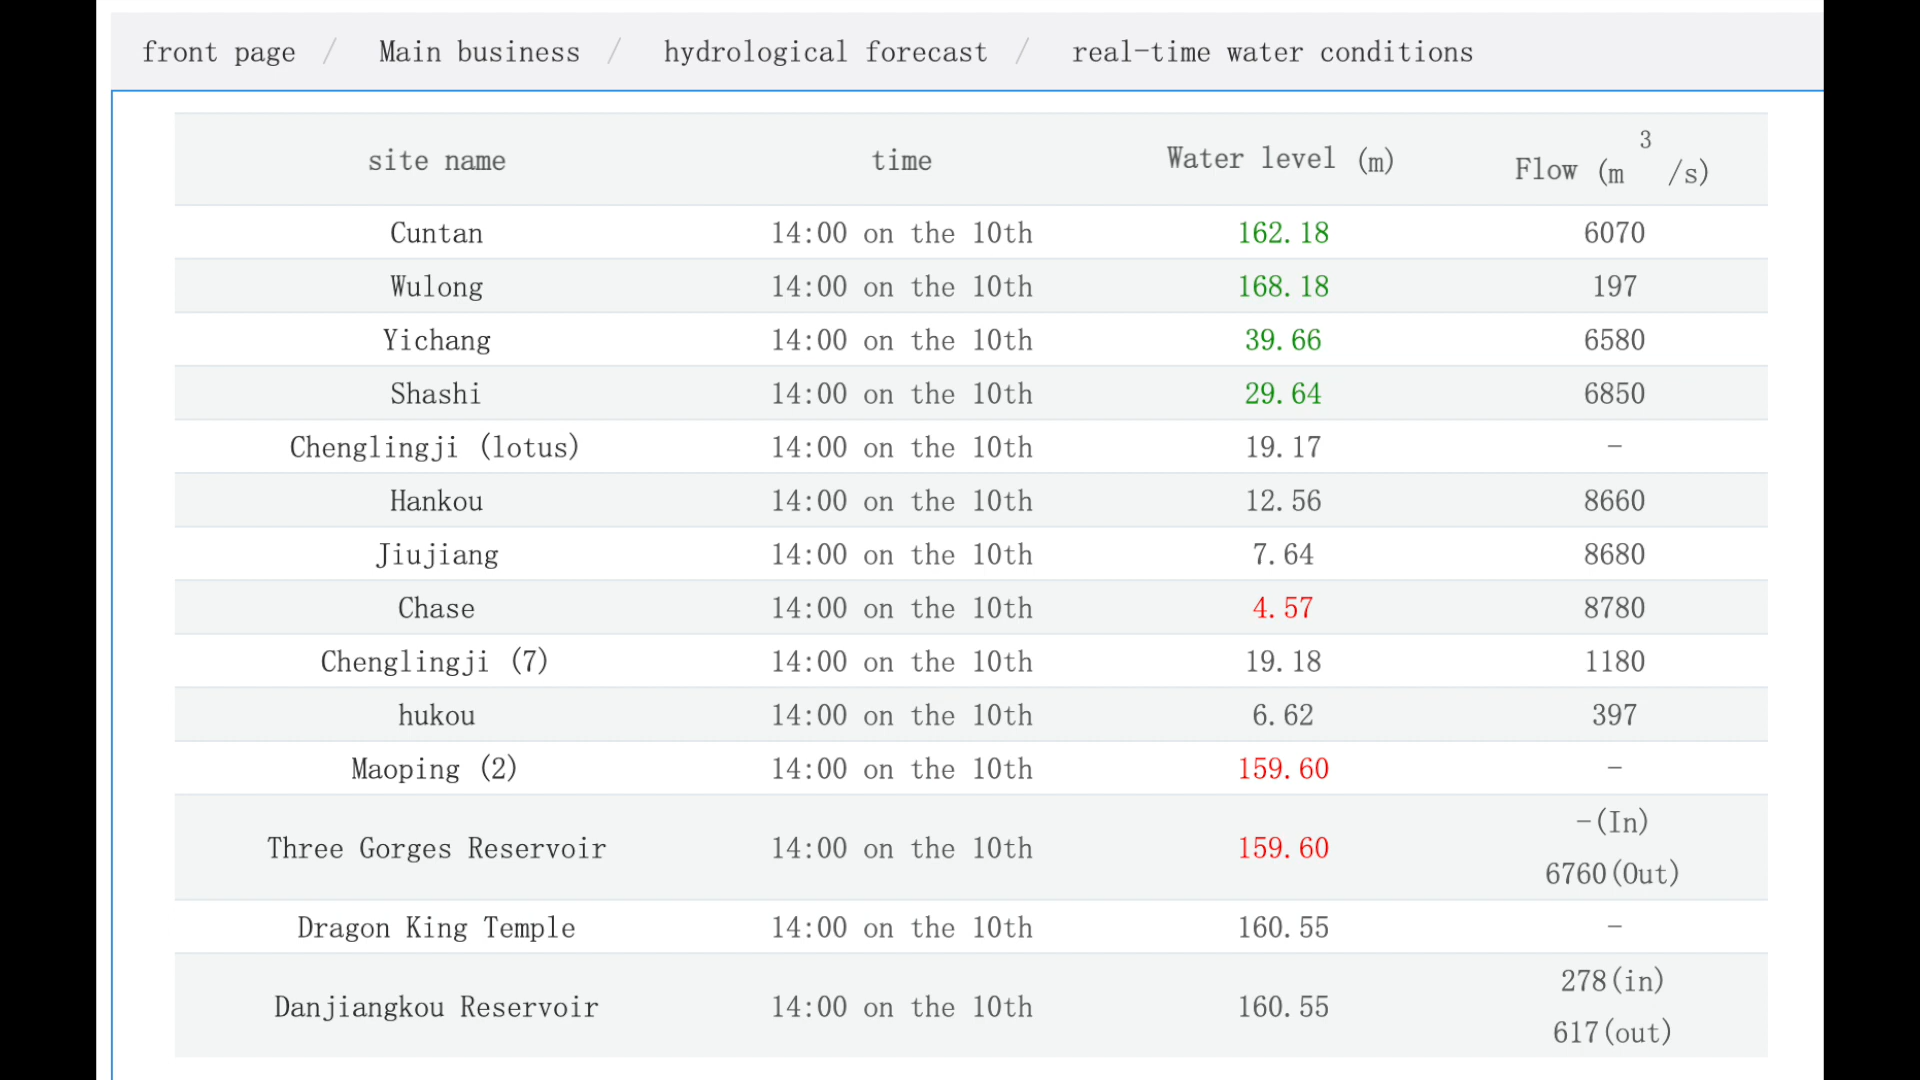 front page / Main business / hydrological forecast / real-time water conditions
site name time Water level (m) Flow (m3/s)
Cuntan 14:00 on the 10th 162.18 6070
Wulong 14:00 on the 10th 168.18 197
Yichang 14:00 on the 10th 39.66 6580
Shashi 14:00 on the 10th 29.64 6850
Chenglingji (lotus) 14:00 on the 10th 19.17 -
Hankou 14:00 on the 10th 12.56 8660
Jiujiang 14:00 on the 10th 7.64 8680
Chase 14:00 on the 10th 4.57 8780
Chenglingji (7) 14:00 on the 10th 19.18 1180
hukou 14:00 on the 10th 6.62 397
Maoping (2) 14:00 on the 10th 159.60 -
Three Gorges Reservoir 14:00 on the 10th 159.60 -(In)
6760(Out)
Dragon King Temple 14:00 on the 10th 160.55 -
Danjiangkou Reservoir 14:00 on the 10th 160.55 278(in)
617(out)